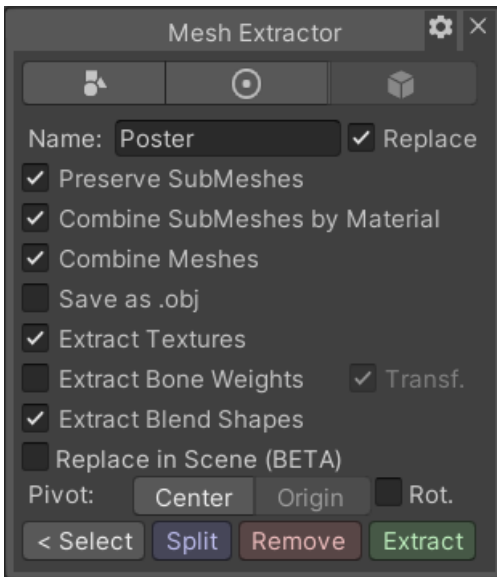 Mesh Extractor
Name: Poster Replace
Preserve SubMeshes
Combine SubMeshes by Material
Combine Meshes
Save as .obj
Extract Textures
Extract Bone Weights Transf.
Extract Blend Shapes
Replace in Scene (BETA)
Pivot: Center Origin Rot.
< Select Split Remove Extract